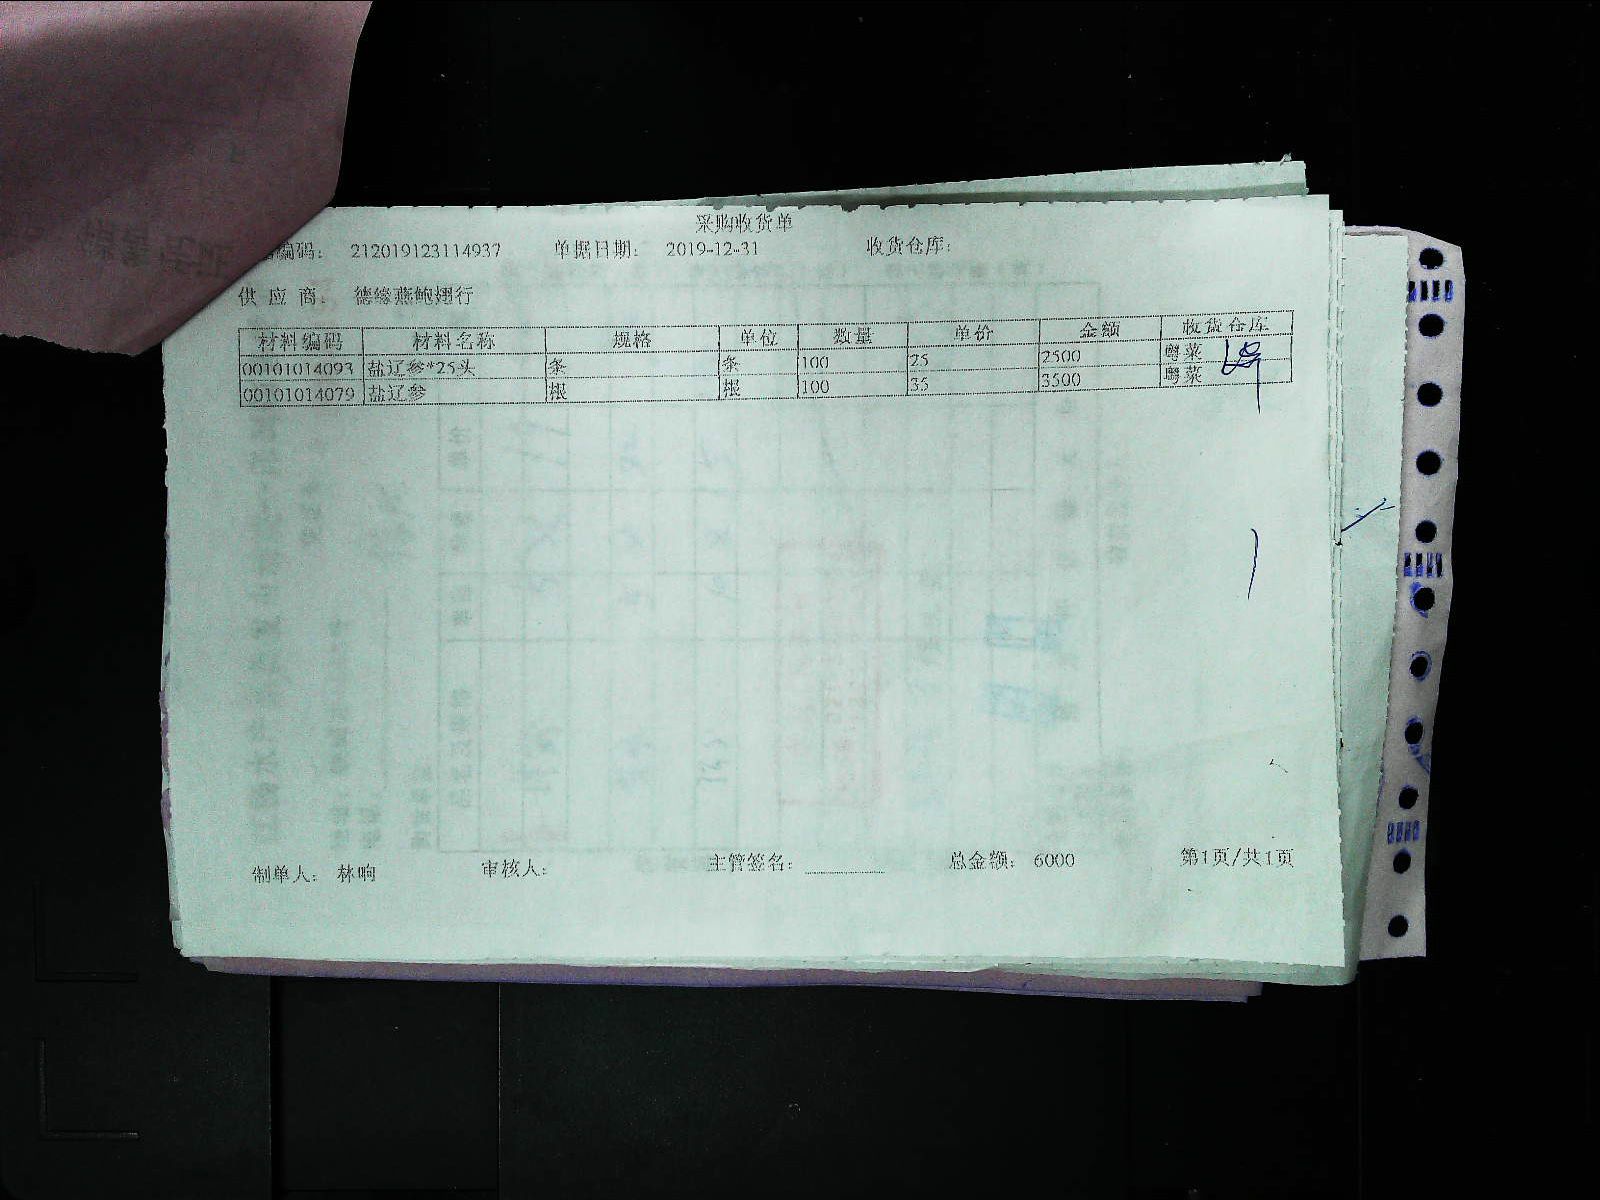 采购收货单
编码: 212019123114937 单据日期: 2019-12-31 收货仓库:
供应商: 德 燕鲍翅行
材料编码 材料名称 规格 单位 数量 单价 金额 收货仓库
00101014093 盐辽参*25头 条 条 100 25 2500 粤菜
00101014079 盐辽参 根 根 100 35 3500 粤菜
制单人: 林响 审核人: 主管签名: 总金额: 6000 第1页/共1页